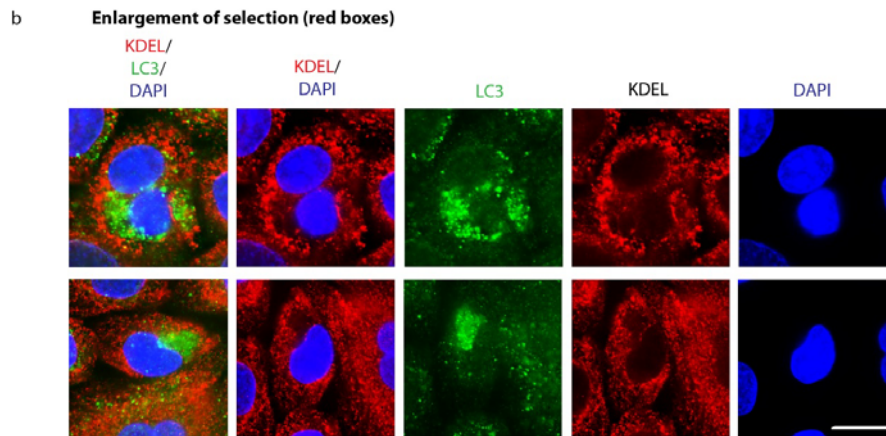 b Enlargement of selection (red boxes)
KDEL/
LC3/
DAPI
KDEL/
DAPI
LC3
KDEL
DAPI